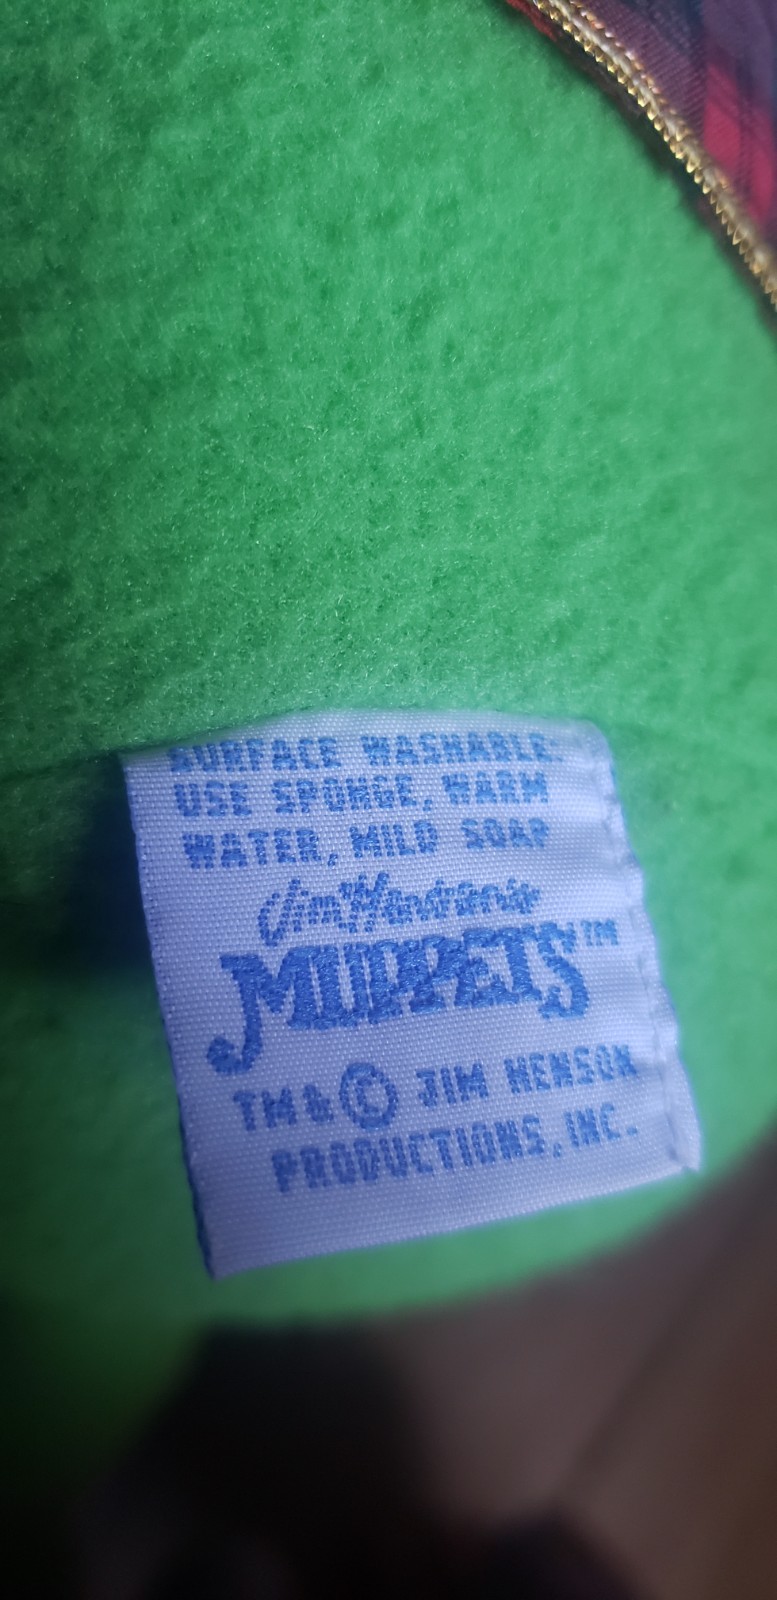 SURFACE WASHABLE:
USE SPONGE, WARM
WATER, MILD SOAP
Jim Henson's
MUPPETS™
TM & © JIM HENSON
PRODUCTIONS, INC.